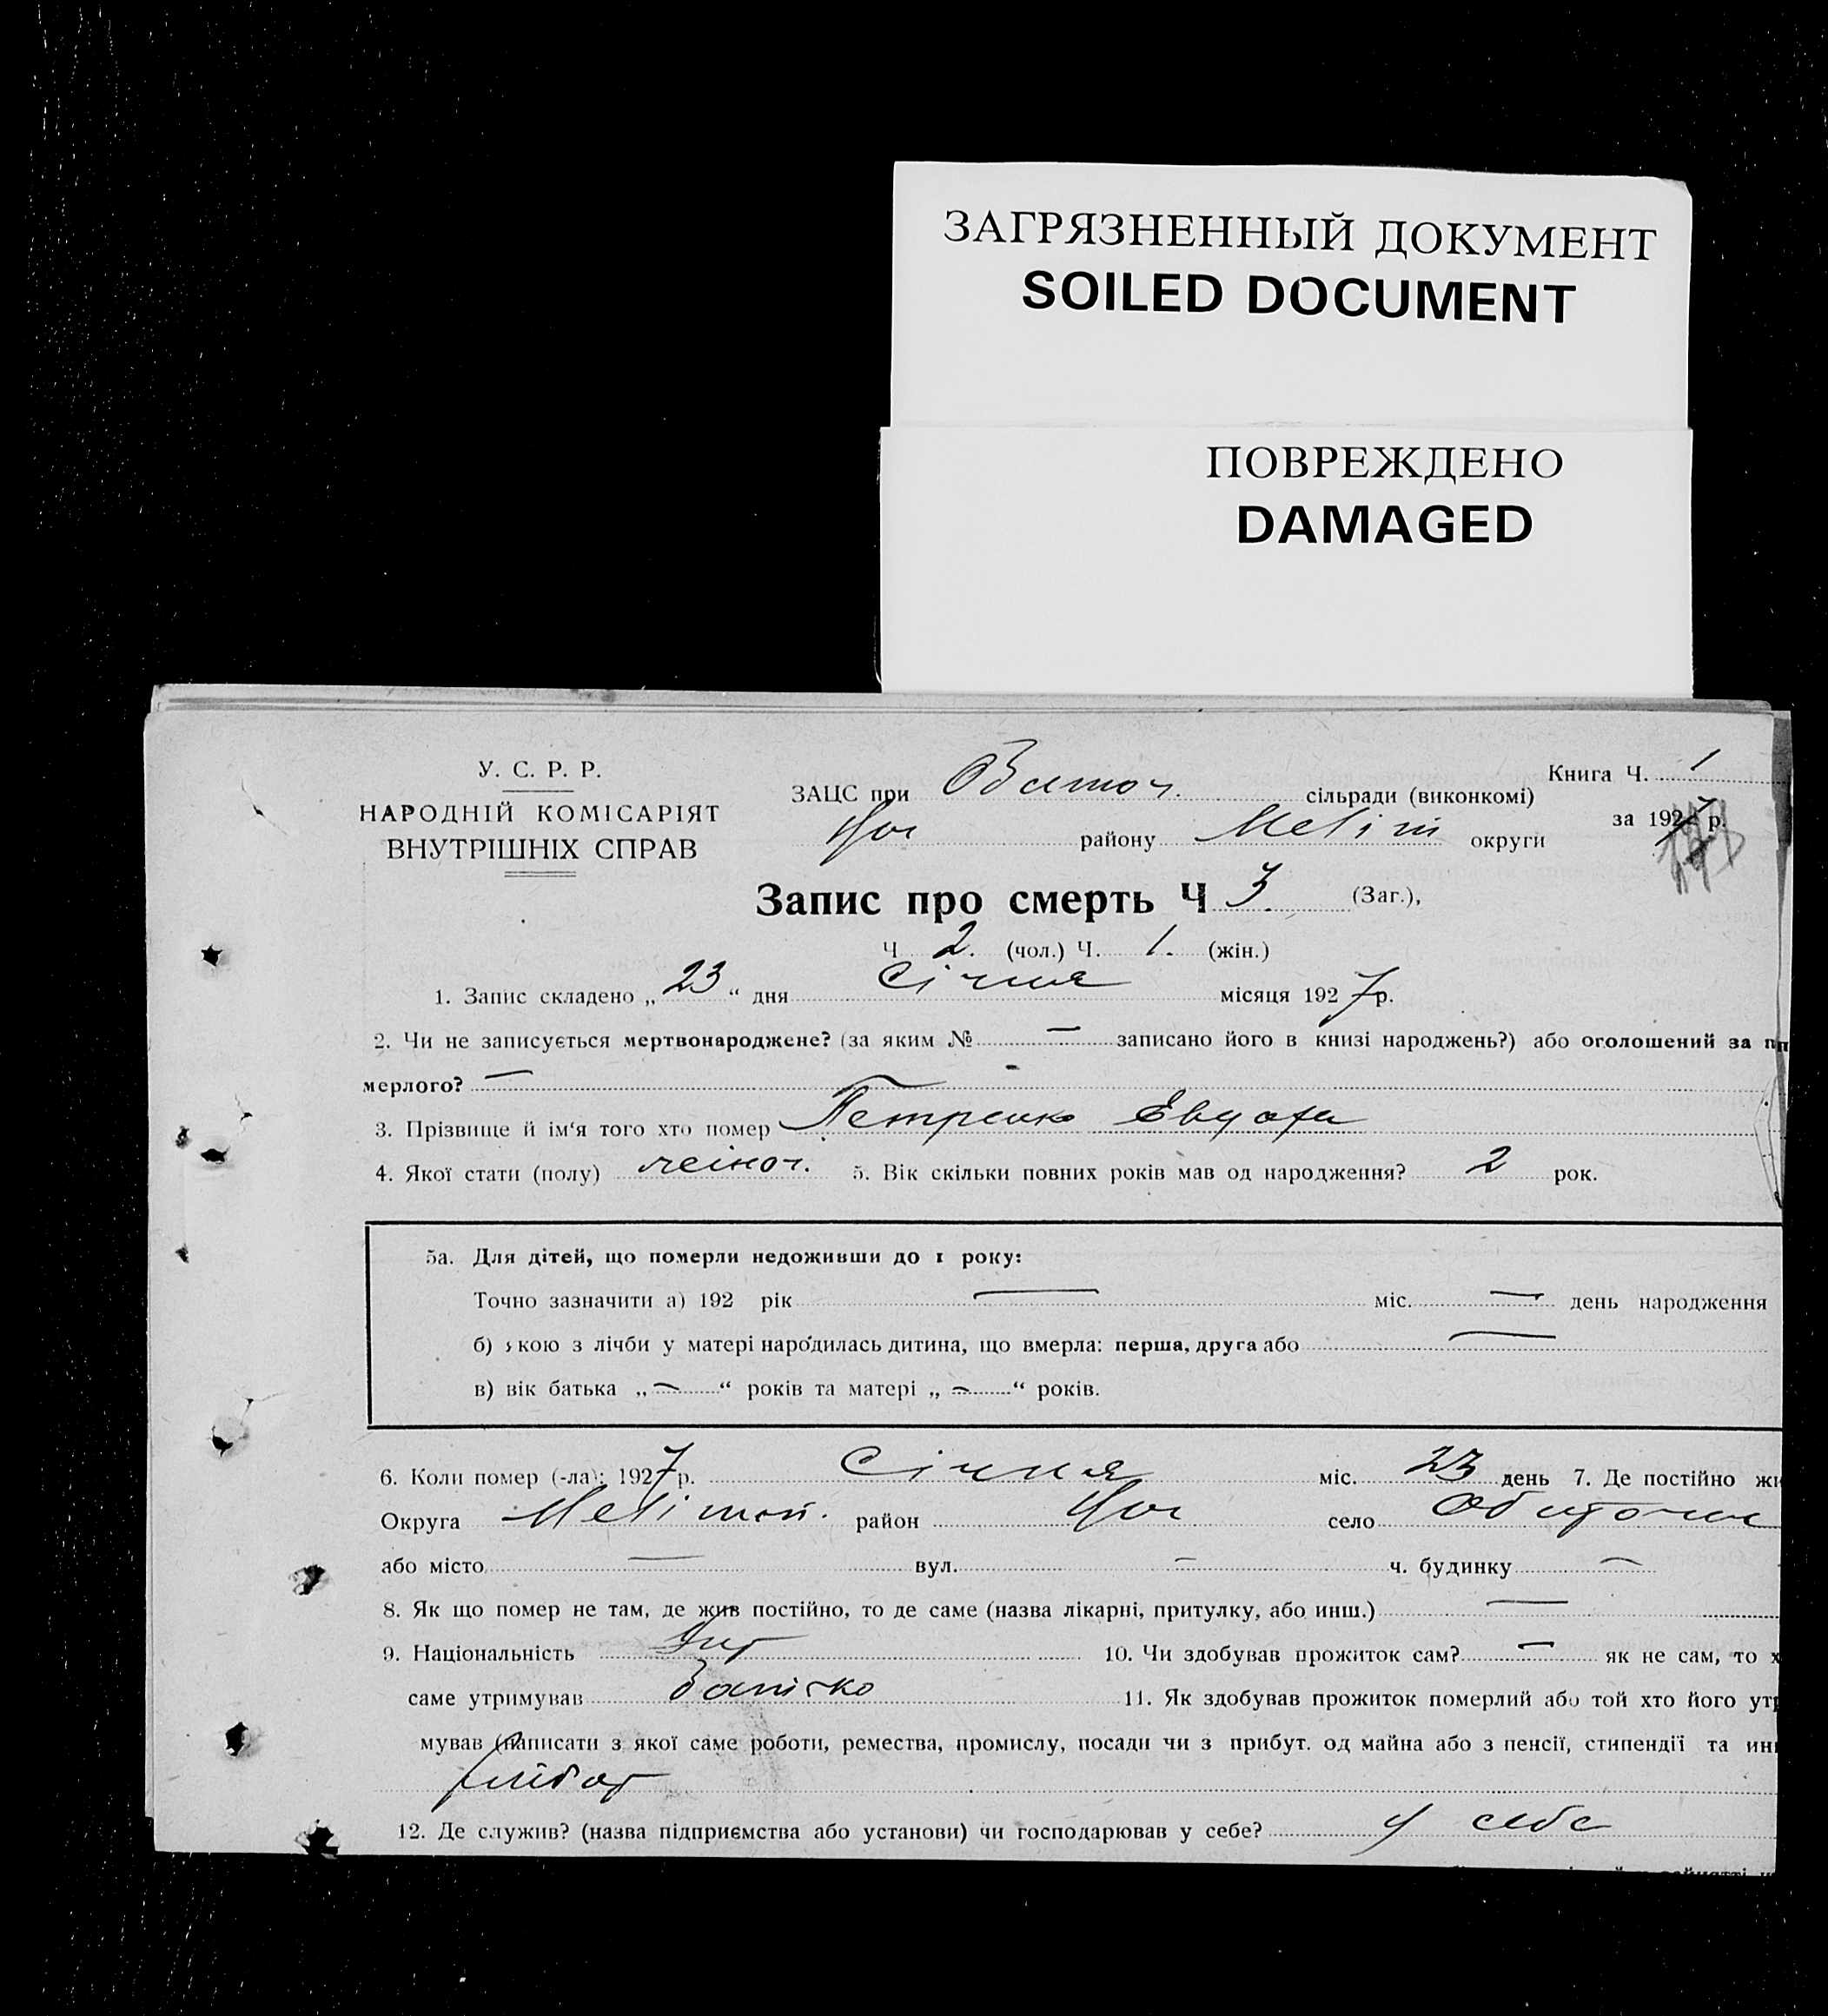 ЗАГРЯЗНЕННЫЙ ДОКУМЕНТ
SOILED DOCUMENT
ПОВРЕЖДЕНО
DAMAGED
У. С. Р. Р.
НАРОДНІЙ КОМІСАРІЯТ
ВНУТРІШНІХ СПРАВ
Книга Ч. 1
ЗАЦС при сільради (виконкомі)
за 1927 р.
району округи
Запис про смерть Ч 3 (Заг.),
Ч 2. (чол.) Ч. 1. (жін.)
1. Запис складено „ 23 “ дня Січня місяця 1927 р.
2. Чи не записується мертвонароджене? (за яким № — записано його в книзі народжень?) або оголошений за
мерлого? —
3. Прізвище й ім‘я того хто помер Петренко
4. Якої стати (полу) жіноч. 5. Вік скільки повних років мав од народження? 2 рок.
5а. Для дітей, що померли недоживши до 1 року:
Точно зазначити а) 192 рік — міс. — день народження
б) кою з лічби у матері народилась дитина, що вмерла: перша, друга або —
в) вік батька „ — “ років та матері „ — “ років.
6. Коли помер (-ла): 1927 р. Січня міс. 23 день 7. Де постійно жи
Округа район село
або місто — вул. — ч. будинку —
8. Як що помер не там, де жив постійно, то де саме (назва лікарні, притулку, або инш.) —
9. Національність 10. Чи здобував прожиток сам? — як не сам, то х
саме утримував батько 11. Як здобував прожиток померлий або той хто його утр
мував (написати з якої саме роботи, ремества, промислу, посади чи з прибут. од майна або з пенсії, стипендії та ин
хлібор
12. Де служив? (назва підприємства або установи) чи господарював у себе? у себе